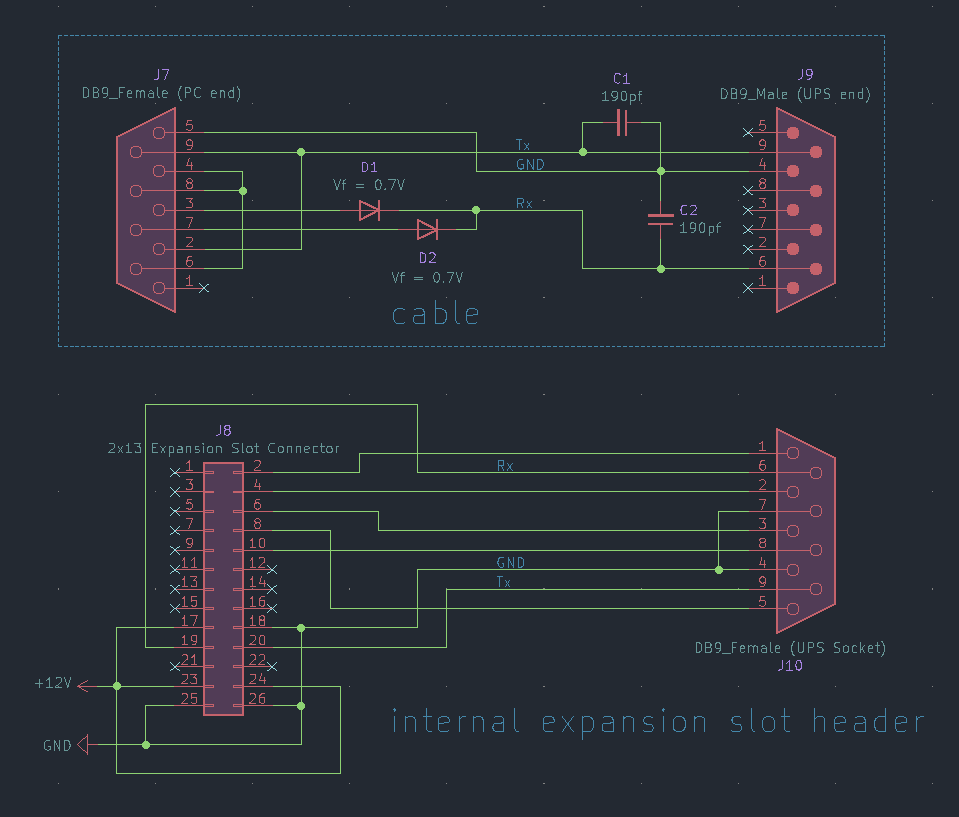 J7
DB9_Female (PC end)
5
9
4
8
3
7
2
6
1
D1
Vf = 0.7V
D2
Vf = 0.7V
Tx
GND
Rx
C1
190pf
C2
190pf
J9
DB9_Male (UPS end)
5
9
4
8
3
7
2
6
1
cable
J8
2x13 Expansion Slot Connector
1 2
3 4
5 6
7 8
9 10
11 12
13 14
15 16
17 18
19 20
21 22
23 24
25 26
+12V
GND
Rx
GND
Tx
1
6
2
7
3
8
4
9
5
DB9_Female (UPS Socket)
J10
internal expansion slot header